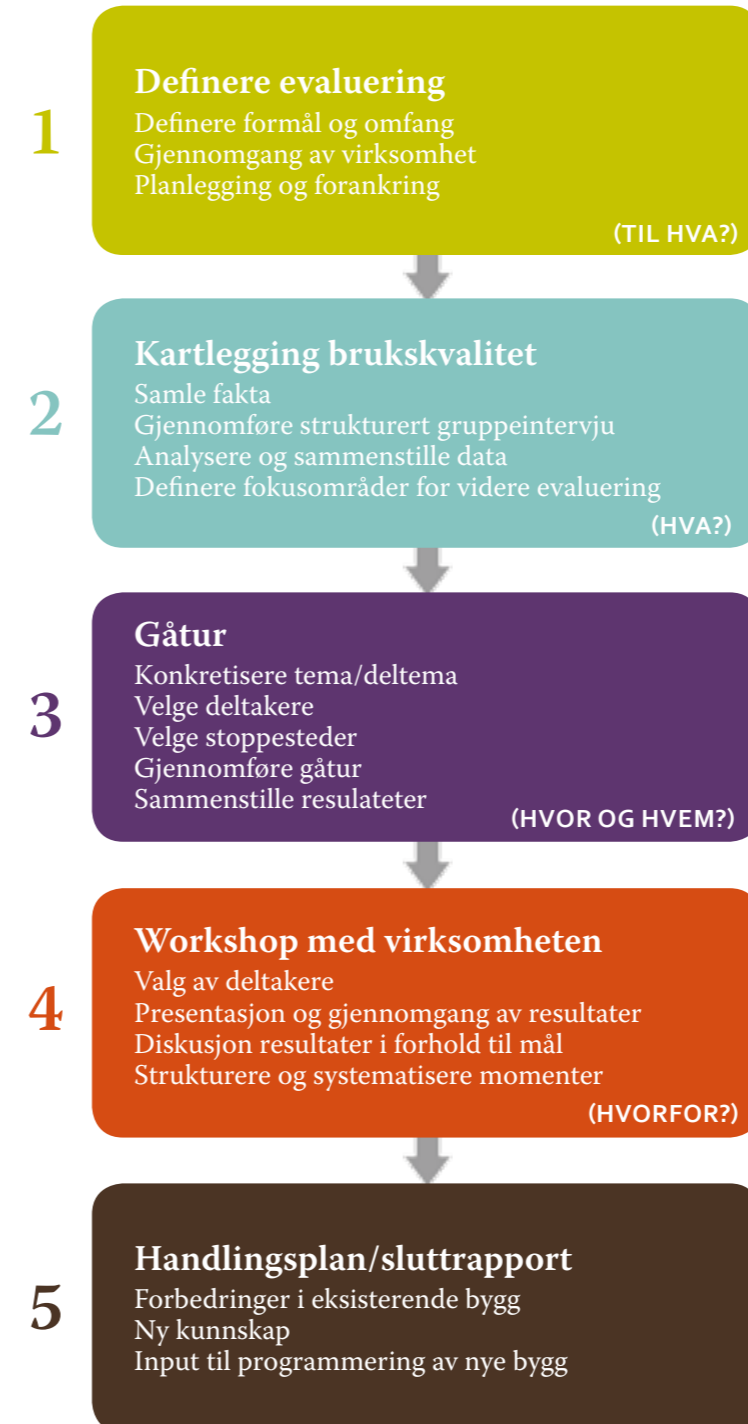 1
Definere evaluering
Definere formål og omfang
Gjennomgang av virksomhet
Planlegging og forankring
(TIL HVA?)
2
Kartlegging brukskvalitet
Samle fakta
Gjennomføre strukturert gruppeintervju
Analysere og sammenstille data
Definere fokusområder for videre evaluering
(HVA?)
3
Gåtur
Konkretisere tema/deltema
Velge deltakere
Velge stoppesteder
Gjennomføre gåtur
Sammenstille resulateter
(HVOR OG HVEM?)
4
Workshop med virksomheten
Valg av deltakere
Presentasjon og gjennomgang av resultater
Diskusjon resultater i forhold til mål
Strukturere og systematisere momenter
(HVORFOR?)
5
Handlingsplan/sluttrapport
Forbedringer i eksisterende bygg
Ny kunnskap
Input til programmering av nye bygg